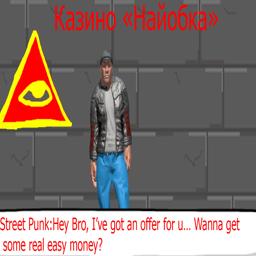 Казино «Найобка»
Street Punk:Hey Bro, I've got an offer for u... Wanna get
some real easy money?